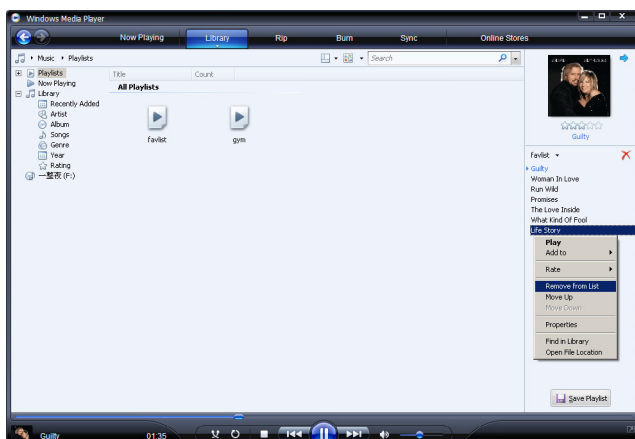 Windows Media Player
Now Playing
Library
Rip
Burn
Sync
Online Stores
Music
Playlists
Search
Playlists
Now Playing
Library
Recently Added
Artist
Album
Songs
Genre
Year
Rating
一整夜 (F:)
Title
Count
All Playlists
favlist
gym
Guilty
favlist
Guilty
Woman In Love
Run Wild
Promises
The Love Inside
What Kind Of Fool
Life Story
Play
Add to
Rate
Remove from List
Move Up
Move Down
Properties
Find in Library
Open File Location
Save Playlist
Guilty
01:35